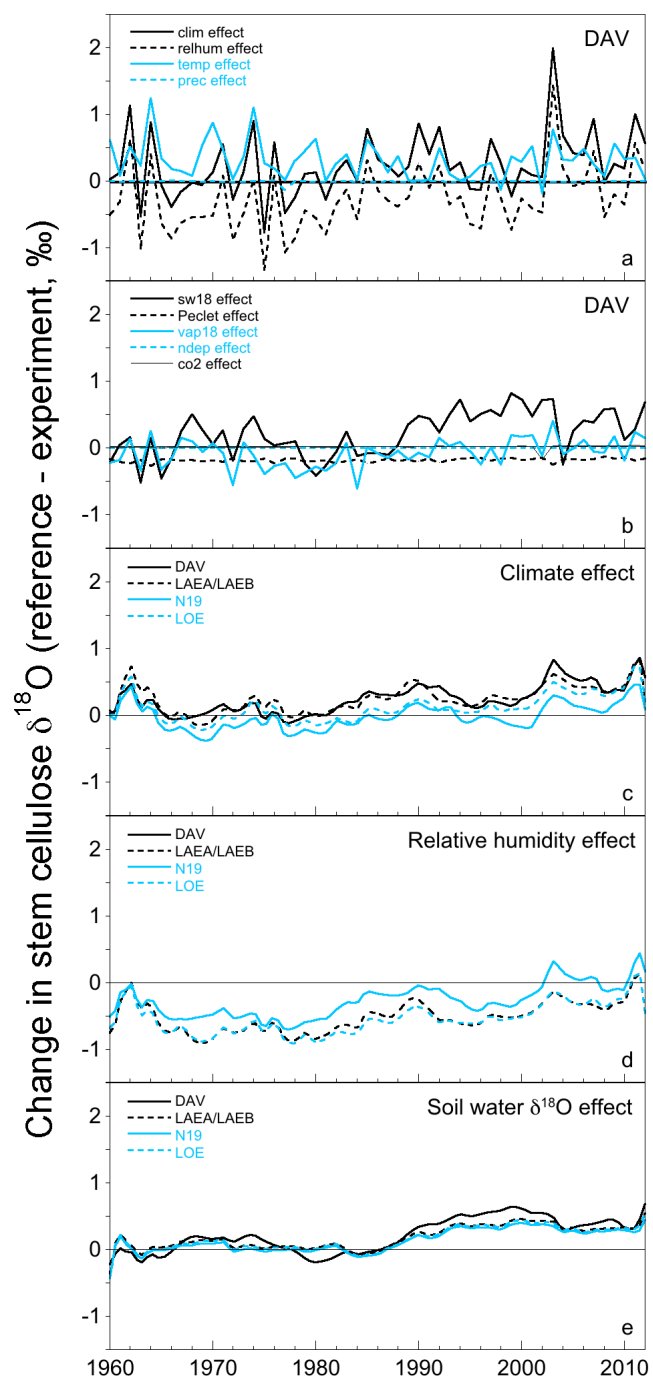 Change in stem cellulose δ¹⁸O (reference - experiment, ‰)
2
1
0
-1
clim effect
relhum effect
temp effect
prec effect
DAV
a
2
1
0
-1
sw18 effect
Peclet effect
vap18 effect
ndep effect
co2 effect
DAV
b
2
1
0
-1
DAV
LAEA/LAEB
N19
LOE
Climate effect
c
2
1
0
-1
DAV
LAEA/LAEB
N19
LOE
Relative humidity effect
d
2
1
0
-1
DAV
LAEA/LAEB
N19
LOE
Soil water δ¹⁸O effect
e
1960 1970 1980 1990 2000 2010